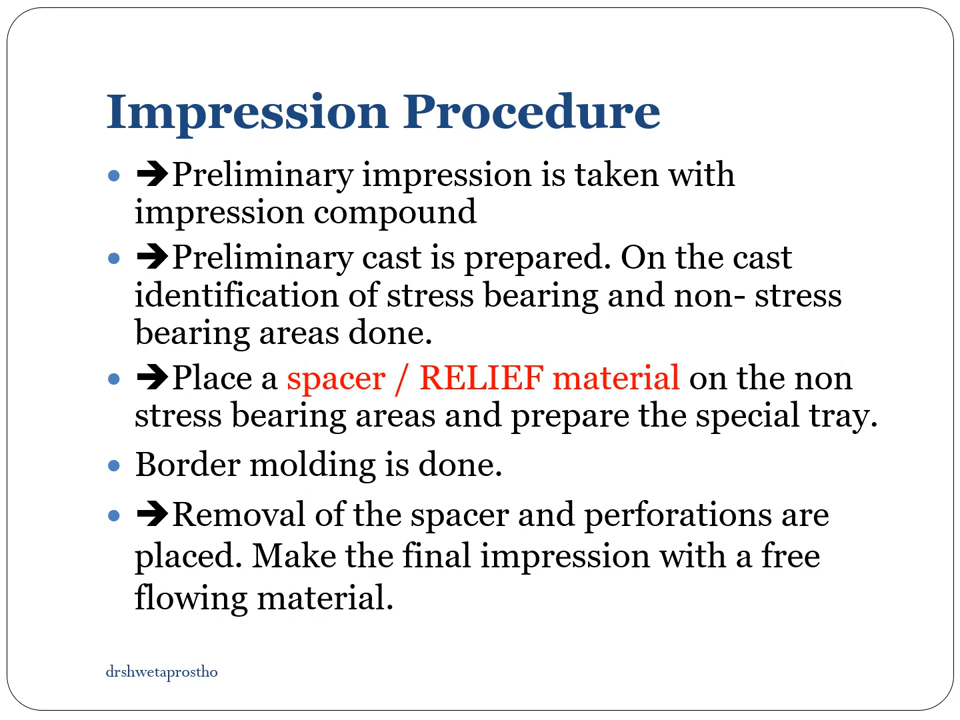 Impression Procedure
• ➔Preliminary impression is taken with
impression compound
• ➔Preliminary cast is prepared. On the cast
identification of stress bearing and non- stress
bearing areas done.
• ➔Place a spacer / RELIEF material on the non
stress bearing areas and prepare the special tray.
• Border molding is done.
• ➔Removal of the spacer and perforations are
placed. Make the final impression with a free
flowing material.
drshwetaprostho